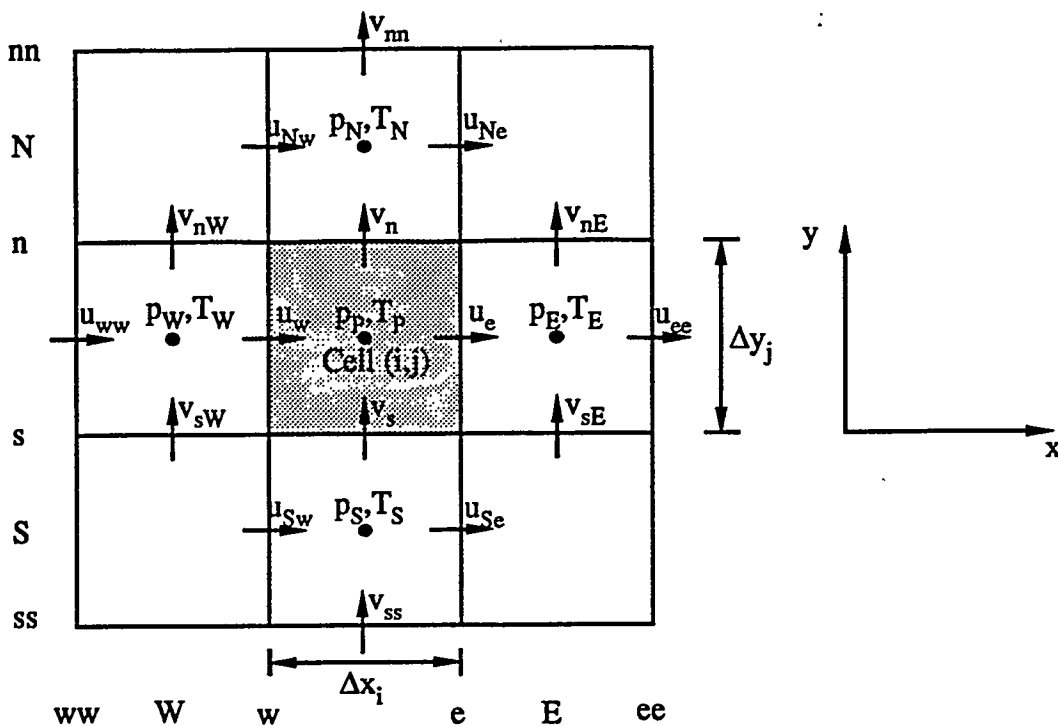 v_nn
nn
N u_Nw p_N,T_N u_Ne
v_nW v_n v_nE
n y
u_ww p_W,T_W u_w p_p,T_p u_e p_E,T_E u_ee Δy_j
Cell (i,j)
v_sW v_s v_sE
s x
S u_Sw p_S,T_S u_Se
v_ss
ss
Δx_i
ww W w e E ee